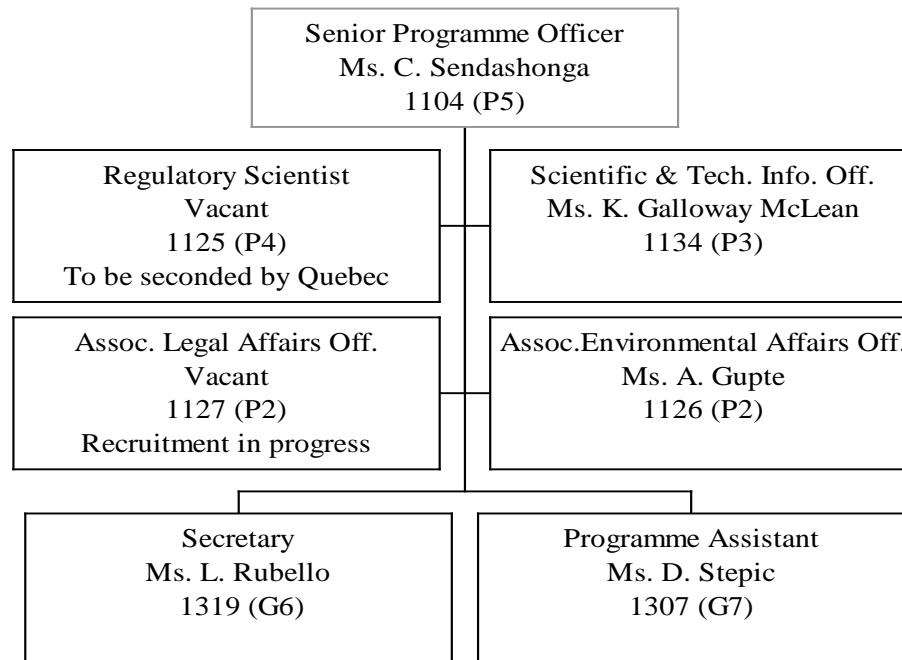 Senior Programme Officer
Ms. C. Sendashonga
1104 (P5)
Regulatory Scientist
Vacant
1125 (P4)
To be seconded by Quebec
Scientific & Tech. Info. Off.
Ms. K. Galloway McLean
1134 (P3)
Assoc. Legal Affairs Off.
Vacant
1127 (P2)
Recruitment in progress
Assoc.Environmental Affairs Off.
Ms. A. Gupte
1126 (P2)
Secretary
Ms. L. Rubello
1319 (G6)
Programme Assistant
Ms. D. Stepic
1307 (G7)